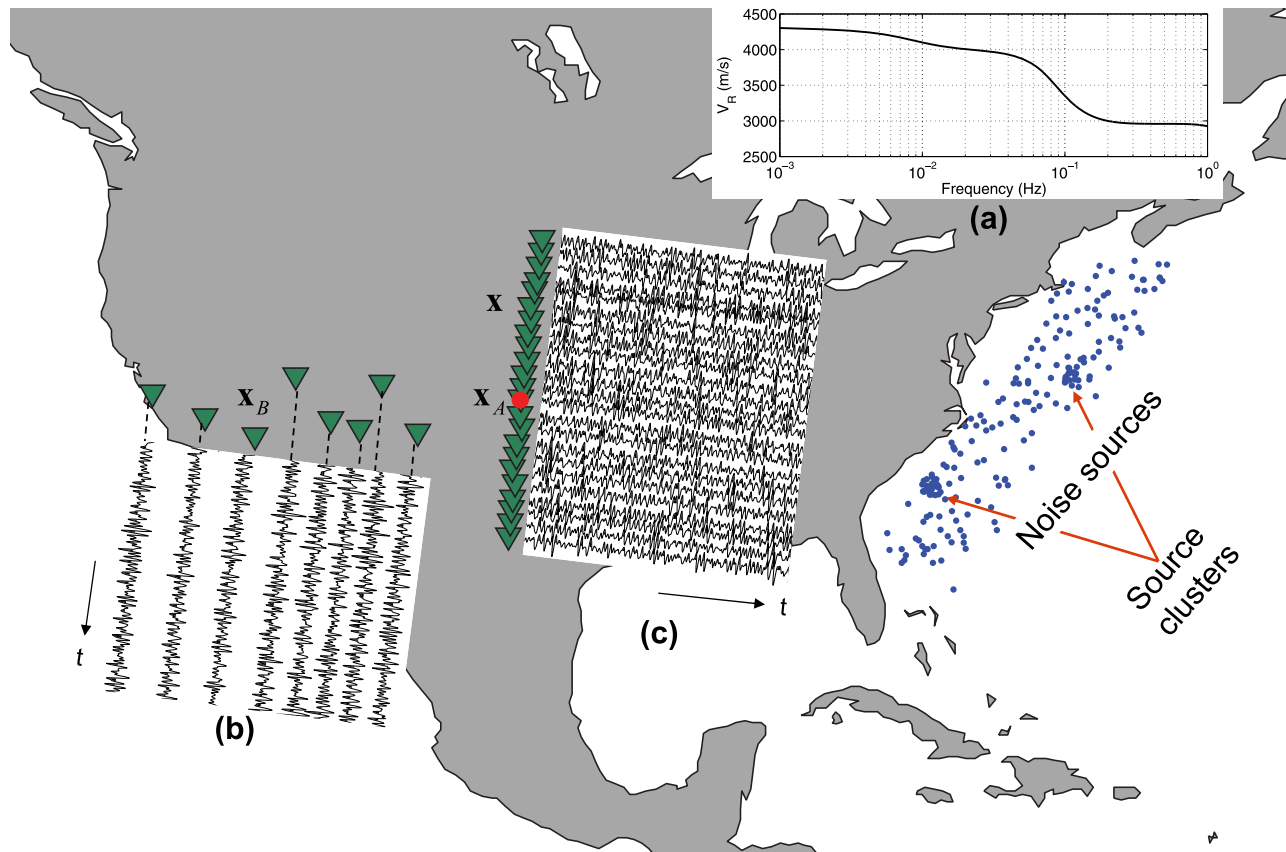 4500
4000
3500
3000
2500
V_R (m/s)
10^−3
10^−2
10^−1
10^0
Frequency (Hz)
(a)
x
x_A
x_B
t
(b)
t
(c)
Noise sources
Source
clusters